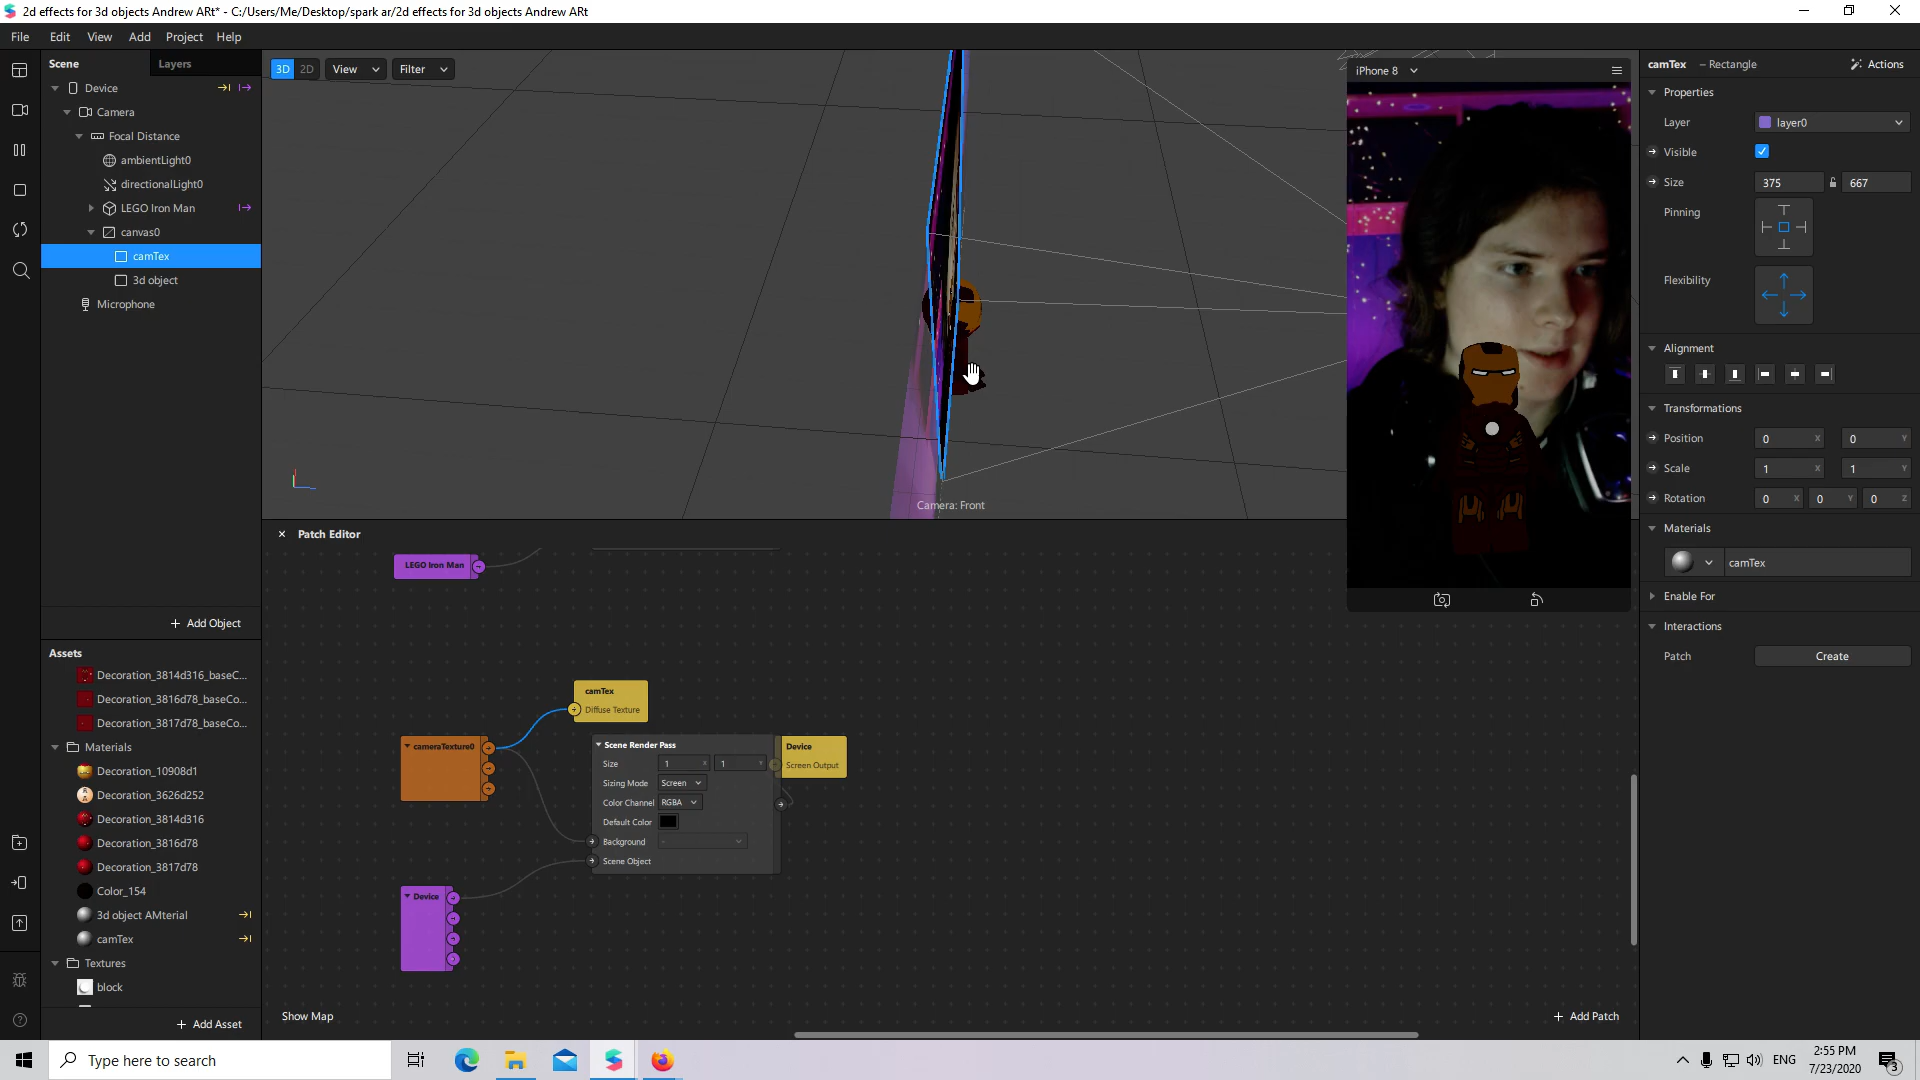 2d effects for 3d objects Andrew ARt* - C:/Users/Me/Desktop/spark ar/2d effects for 3d objects Andrew ARt
File Edit View Add Project Help
Scene Layers
Device
Camera
Focal Distance
ambientLight0
directionalLight0
LEGO Iron Man
canvas0
camTex
3d object
Microphone
+ Add Object
Assets
Decoration_3814d316_baseC...
Decoration_3816d78_baseCo...
Decoration_3817d78_baseCo...
Materials
Decoration_10908d1
Decoration_3626d252
Decoration_3814d316
Decoration_3816d78
Decoration_3817d78
Color_154
3d object AMterial
camTex
Textures
block
+ Add Asset
3D 2D View Filter
Camera: Front
iPhone 8
Patch Editor
LEGO Iron Man
camTex
Diffuse Texture
cameraTexture0
Scene Render Pass
Size 1 X 1 Y
Sizing Mode Screen
Color Channel RGBA
Default Color
Background -
Scene Object
Device
Screen Output
Device
Show Map
+ Add Patch
camTex – Rectangle Actions
Properties
Layer layer0
Visible
Size 375 667
Pinning
Flexibility
Alignment
Transformations
Position 0 X 0 Y
Scale 1 X 1 Y
Rotation 0 X 0 Y 0 Z
Materials
camTex
Enable For
Interactions
Patch Create
Type here to search
ENG
2:55 PM
7/23/2020
3